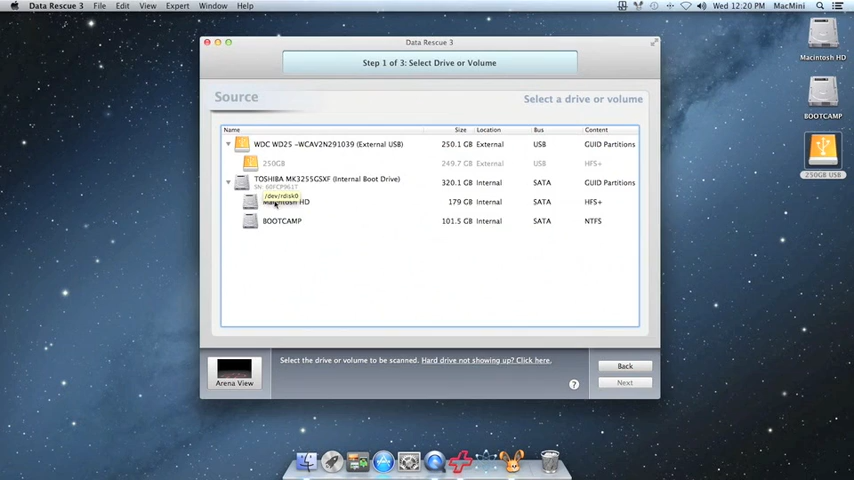 Data Rescue 3 File Edit View Expert Window Help Wed 12:20 PM MacMini
Data Rescue 3
Step 1 of 3: Select Drive or Volume
Source
Select a drive or volume
Name Size Location Bus Content
WDC WD25 -WCAV2N291039 (External USB) 250.1 GB External USB GUID Partitions
250GB 249.7 GB External USB HFS+
TOSHIBA MK3255GSXF (Internal Boot Drive) 320.1 GB Internal SATA GUID Partitions
SN: 60FCP961T
/dev/rdisk0
Macintosh HD 179 GB Internal SATA HFS+
BOOTCAMP 101.5 GB Internal SATA NTFS
Select the drive or volume to be scanned. Hard drive not showing up? Click here.
Arena View
Back
Next
?
Macintosh HD
BOOTCAMP
250GB USB